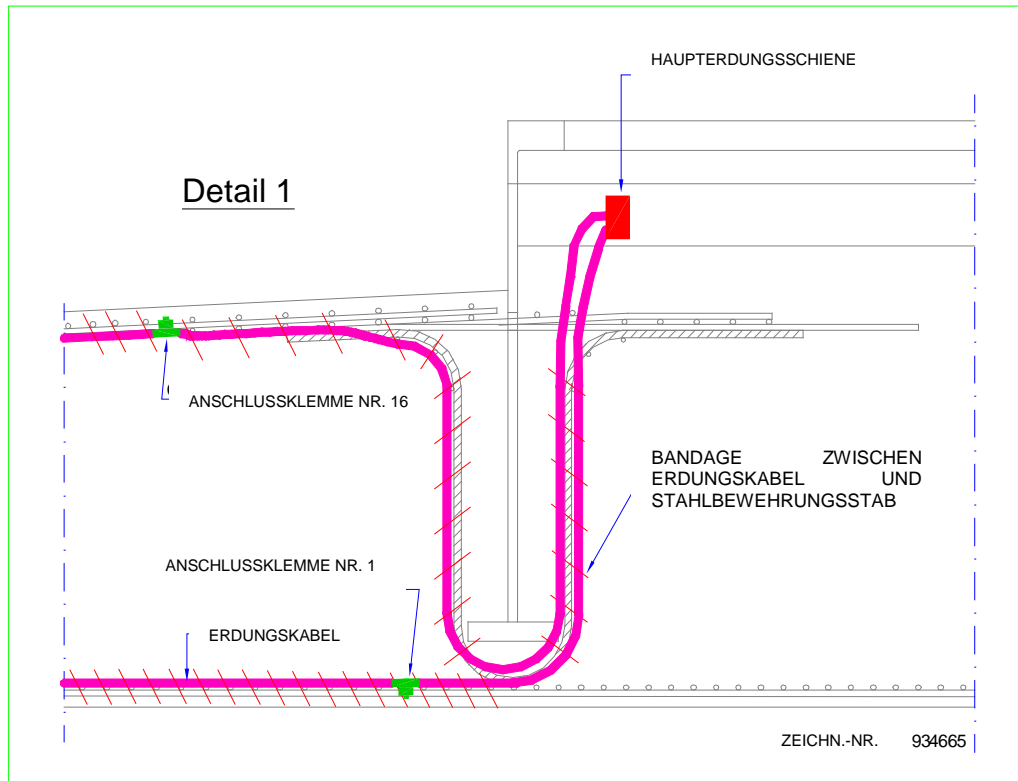 HAUPTERDUNGSSCHIENE
Detail 1
ANSCHLUSSKLEMME NR. 16
BANDAGE ZWISCHEN
ERDUNGSKABEL UND
STAHLBEWEHRUNGSSTAB
ANSCHLUSSKLEMME NR. 1
ERDUNGSKABEL
ZEICHN.-NR. 934665